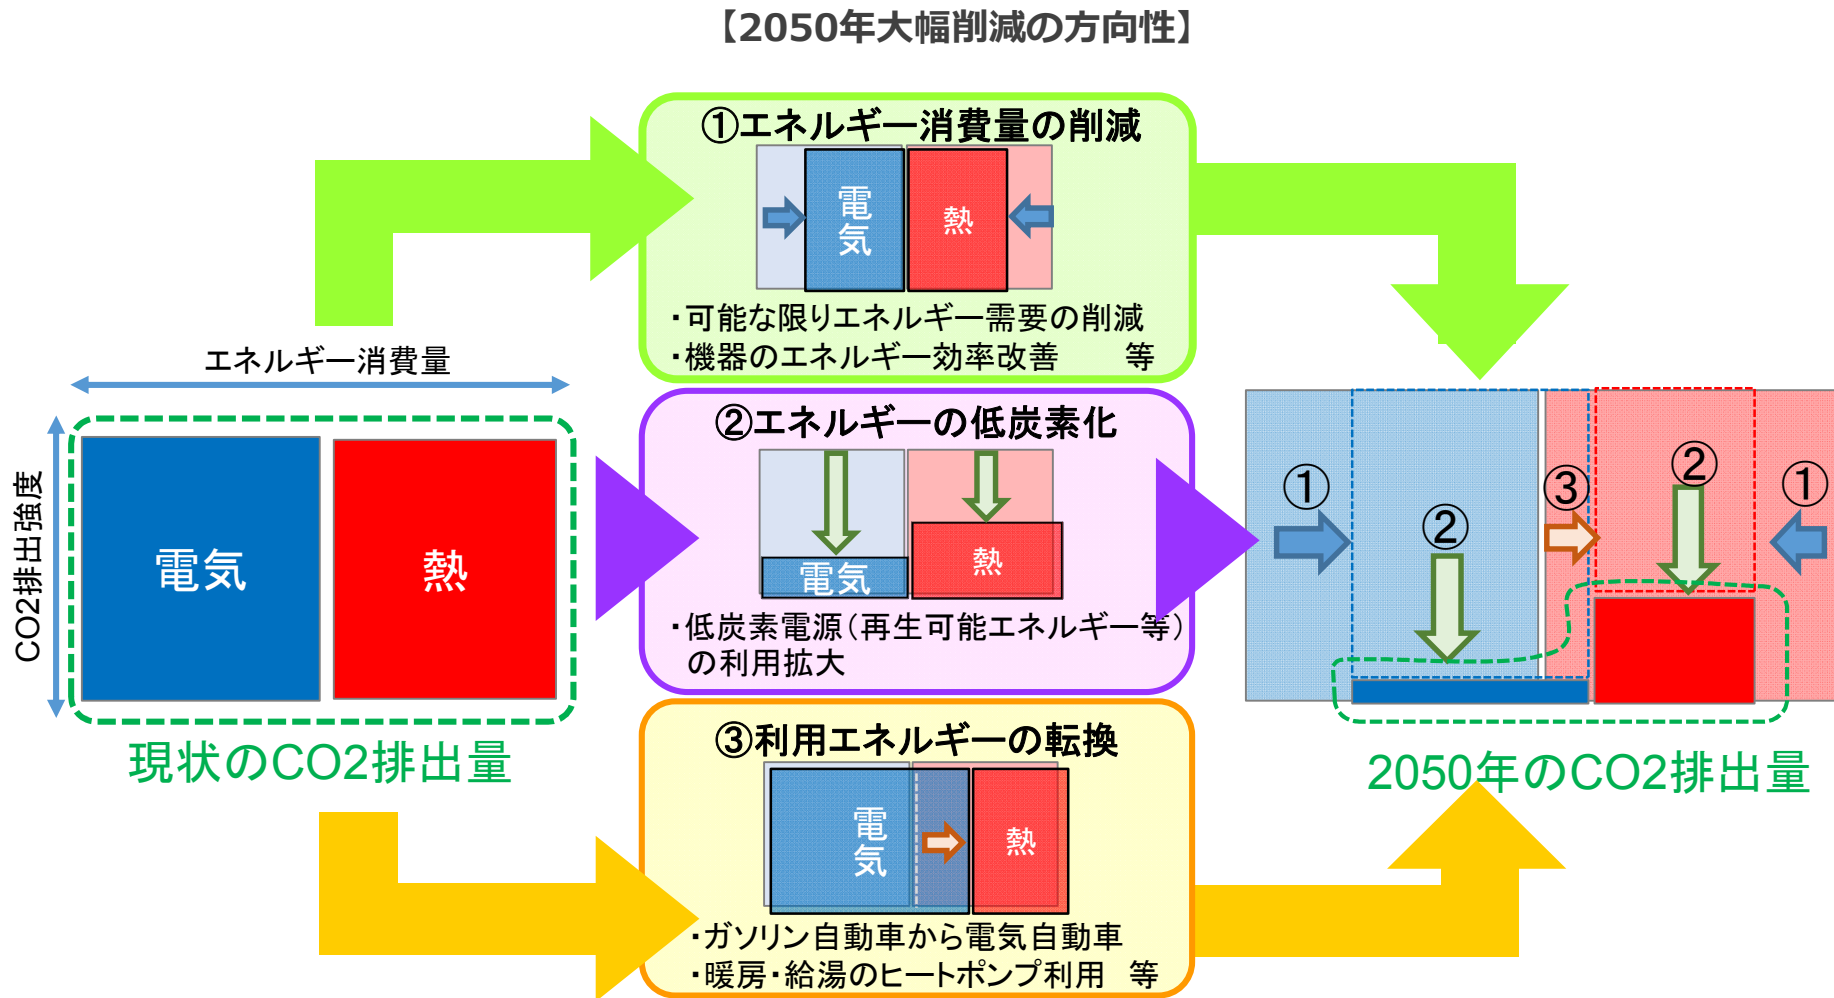 【2050年大幅削減の方向性】
①エネルギー消費量の削減
電気
熱
・可能な限りエネルギー需要の削減
・機器のエネルギー効率改善　　等
エネルギー消費量
CO2排出強度
電気
熱
現状のCO2排出量
②エネルギーの低炭素化
電気
熱
・低炭素電源（再生可能エネルギー等）
の利用拡大
③利用エネルギーの転換
電気
熱
・ガソリン自動車から電気自動車
・暖房・給湯のヒートポンプ利用　等
①
②
③
②
①
2050年のCO2排出量